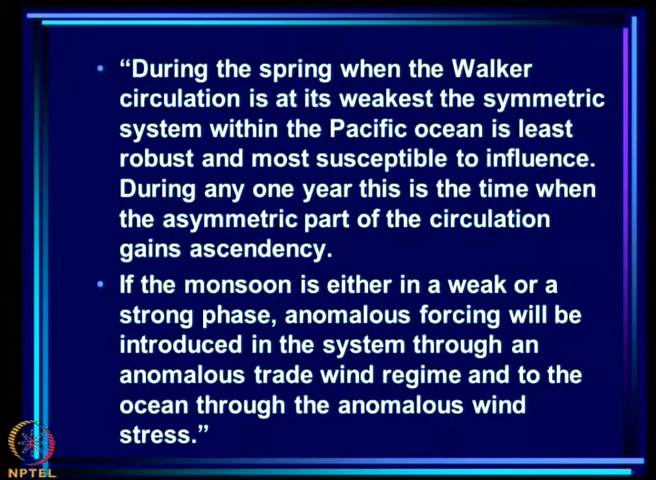 • “During the spring when the Walker
circulation is at its weakest the symmetric
system within the Pacific ocean is least
robust and most susceptible to influence.
During any one year this is the time when
the asymmetric part of the circulation
gains ascendency.
• If the monsoon is either in a weak or a
strong phase, anomalous forcing will be
introduced in the system through an
anomalous trade wind regime and to the
ocean through the anomalous wind
stress.”
NPTEL